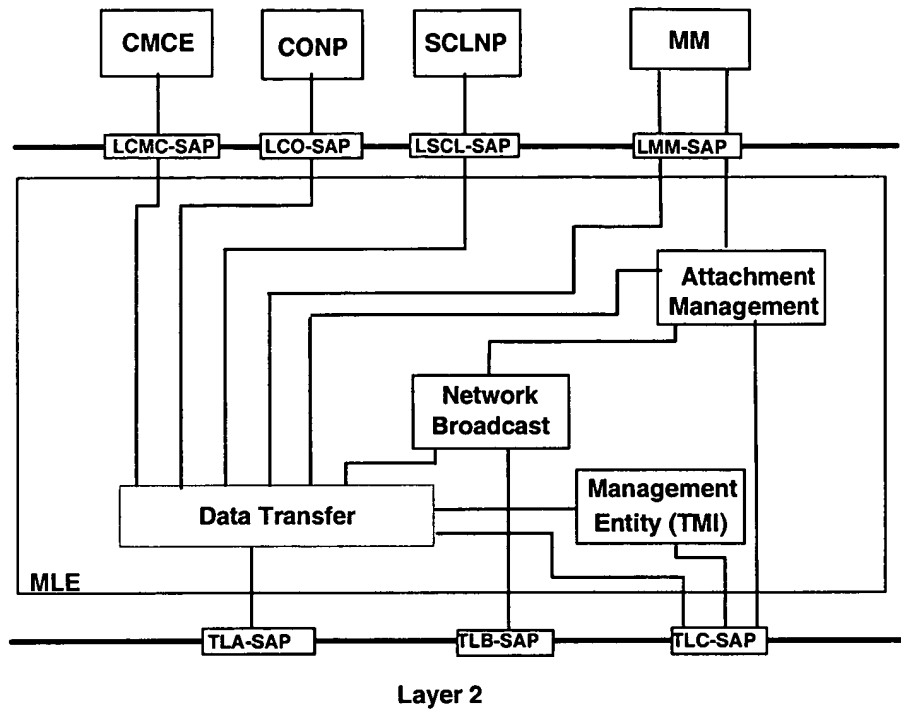 CMCE
CONP
SCLNP
MM
LCMC-SAP
LCO-SAP
LSCL-SAP
LMM-SAP
Attachment
Management
Network
Broadcast
Management
Entity (TMI)
Data Transfer
MLE
TLA-SAP
TLB-SAP
TLC-SAP
Layer 2